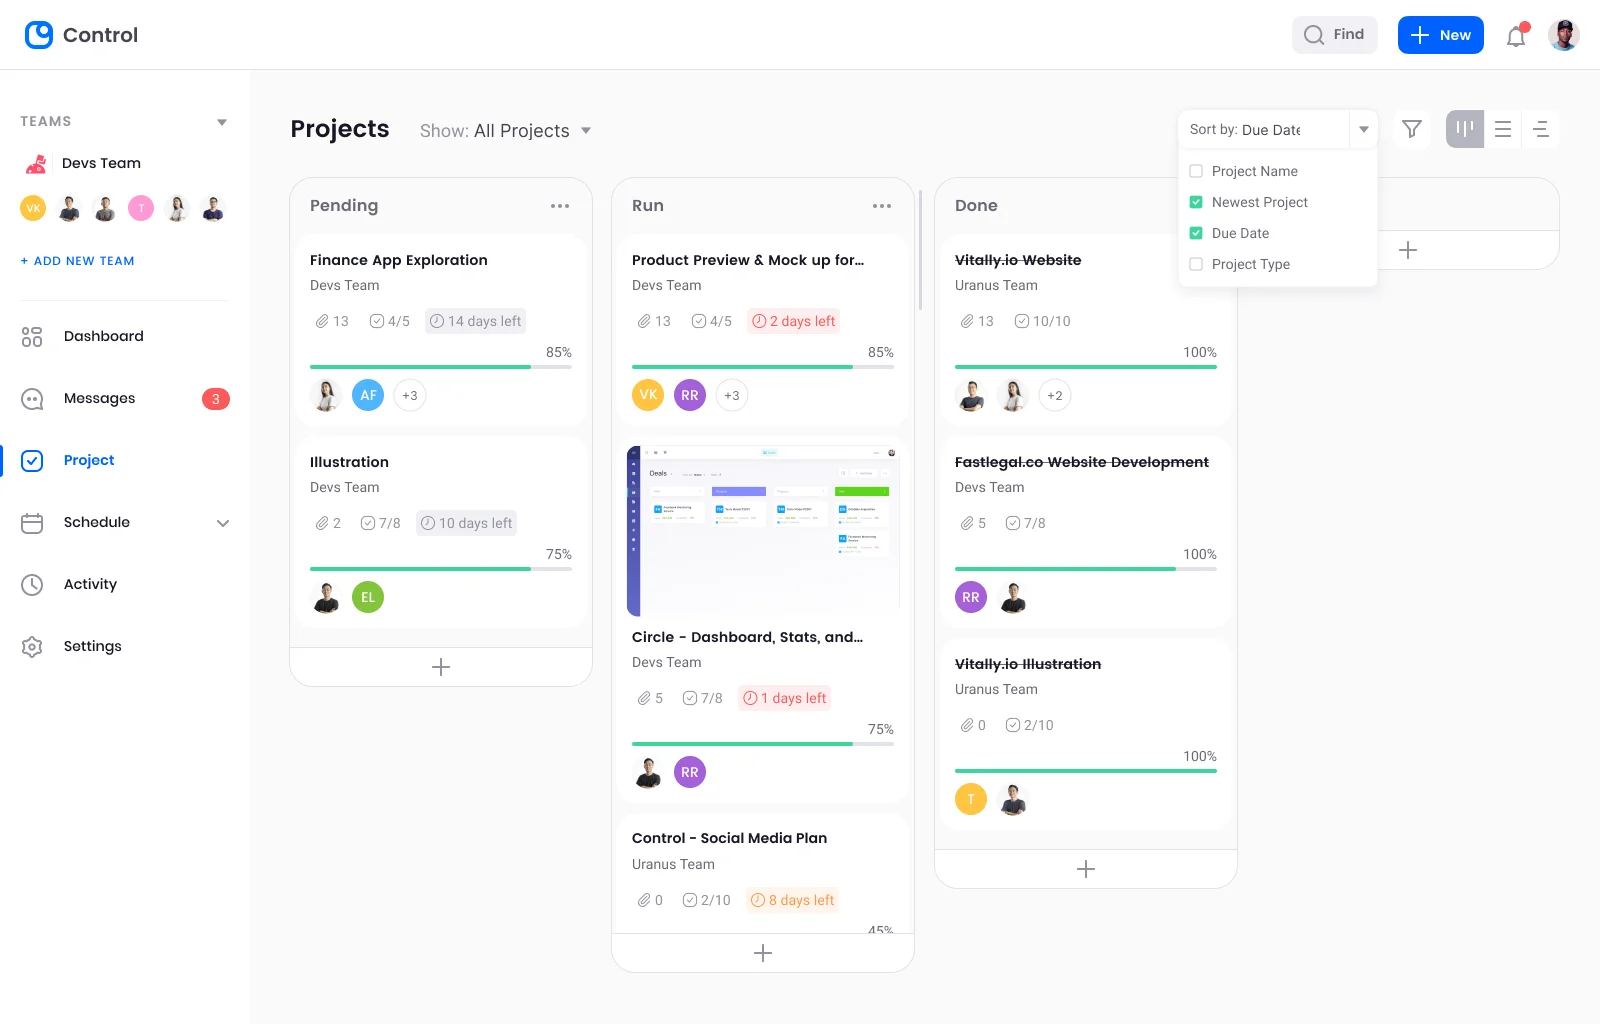 Control
Find
New
TEAMS
Devs Team
VK
T
+ ADD NEW TEAM
Dashboard
Messages
3
Project
Schedule
Activity
Settings
Projects
Show: All Projects
Sort by: Due Date
Project Name
Newest Project
Due Date
Project Type
Pending
Finance App Exploration
Devs Team
13
4/5
14 days left
85%
AF
+3
Illustration
Devs Team
2
7/8
10 days left
75%
EL
Run
Product Preview & Mock up for...
Devs Team
13
4/5
2 days left
85%
VK
RR
+3
Deals
Circle - Dashboard, Stats, and...
Devs Team
5
7/8
1 days left
75%
RR
Control - Social Media Plan
Uranus Team
0
2/10
8 days left
45%
Done
Vitally.io Website
Uranus Team
13
10/10
100%
+2
Fastlegal.co Website Development
Devs Team
5
7/8
100%
RR
Vitally.io Illustration
Uranus Team
0
2/10
100%
T